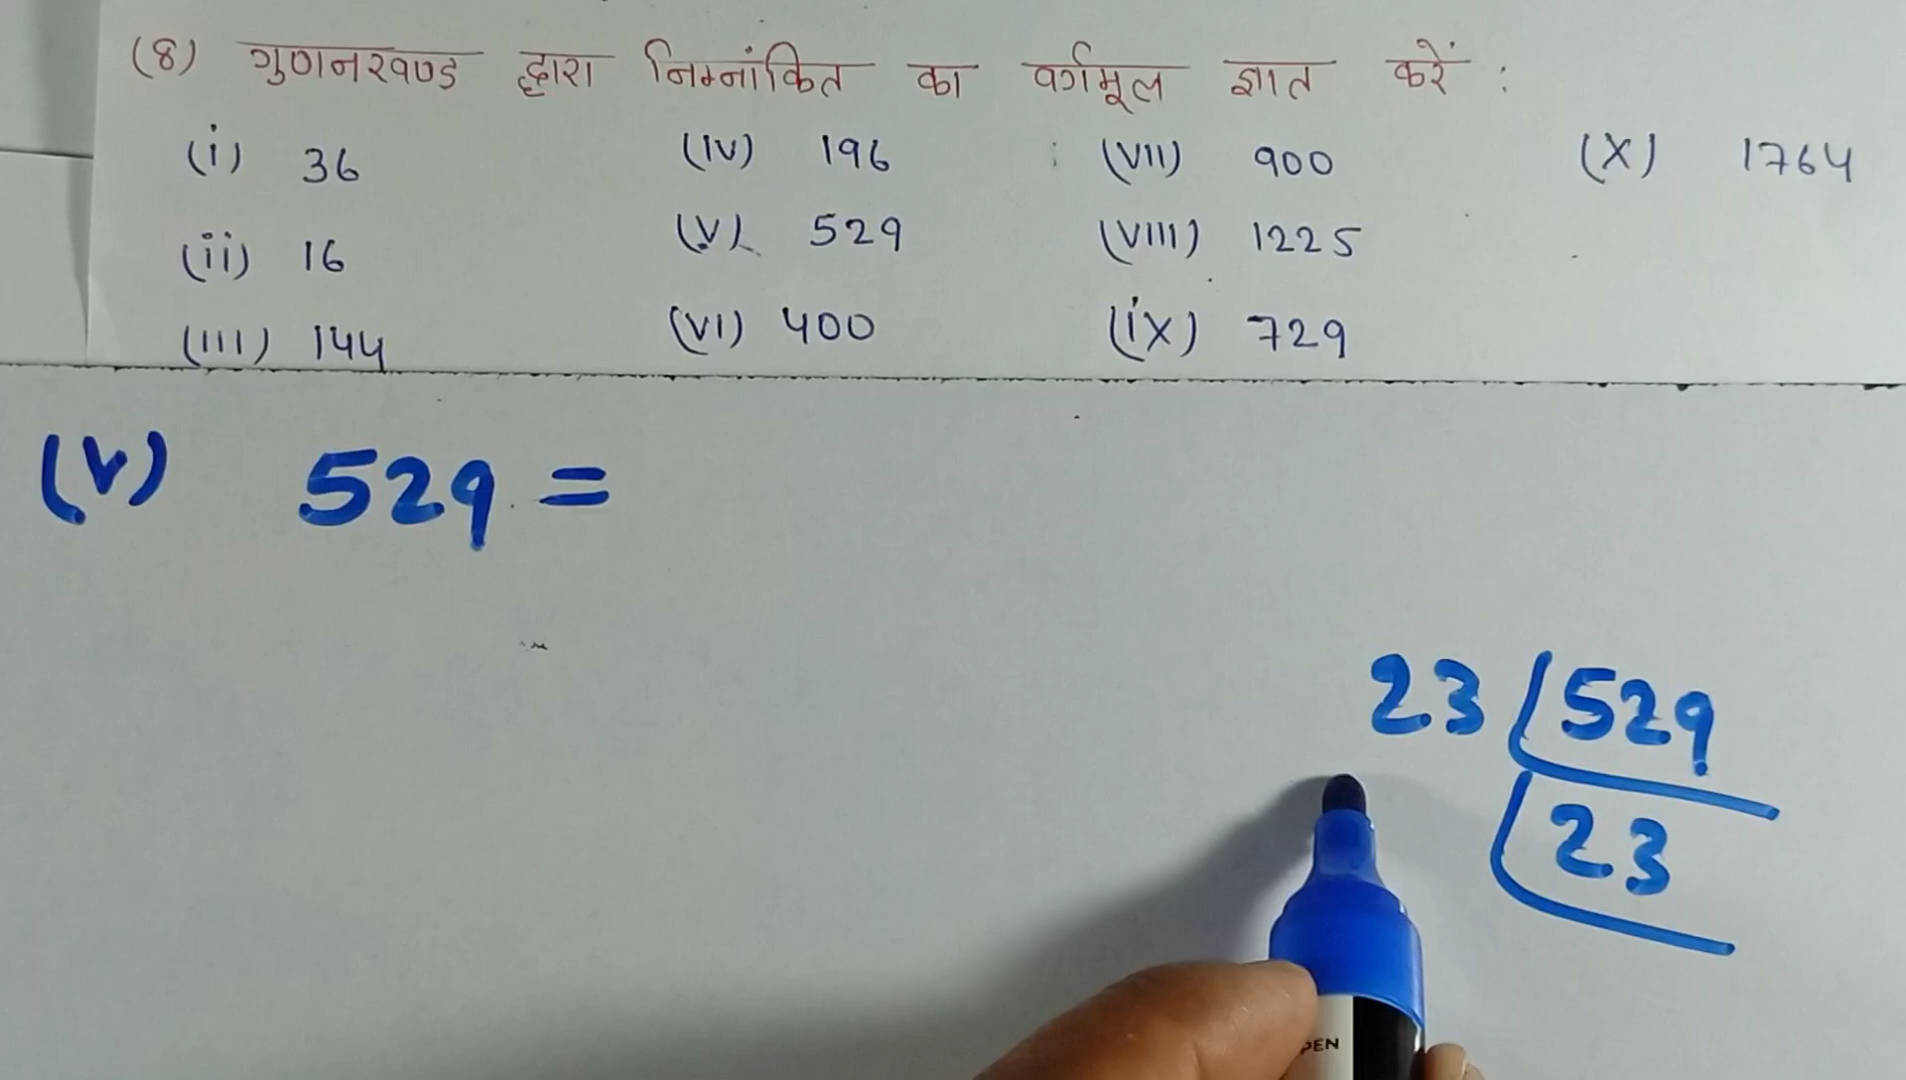 (8) गुणनखण्ड द्वारा निम्नांकित का वर्गमूल ज्ञात करें :
(i) 36 (IV) 196 (VII) 900 (X) 1764
(ii) 16 (V) 529 (VIII) 1225
(III) 144 (VI) 400 (ix) 729
(V) 529 =
23 529
23
PEN